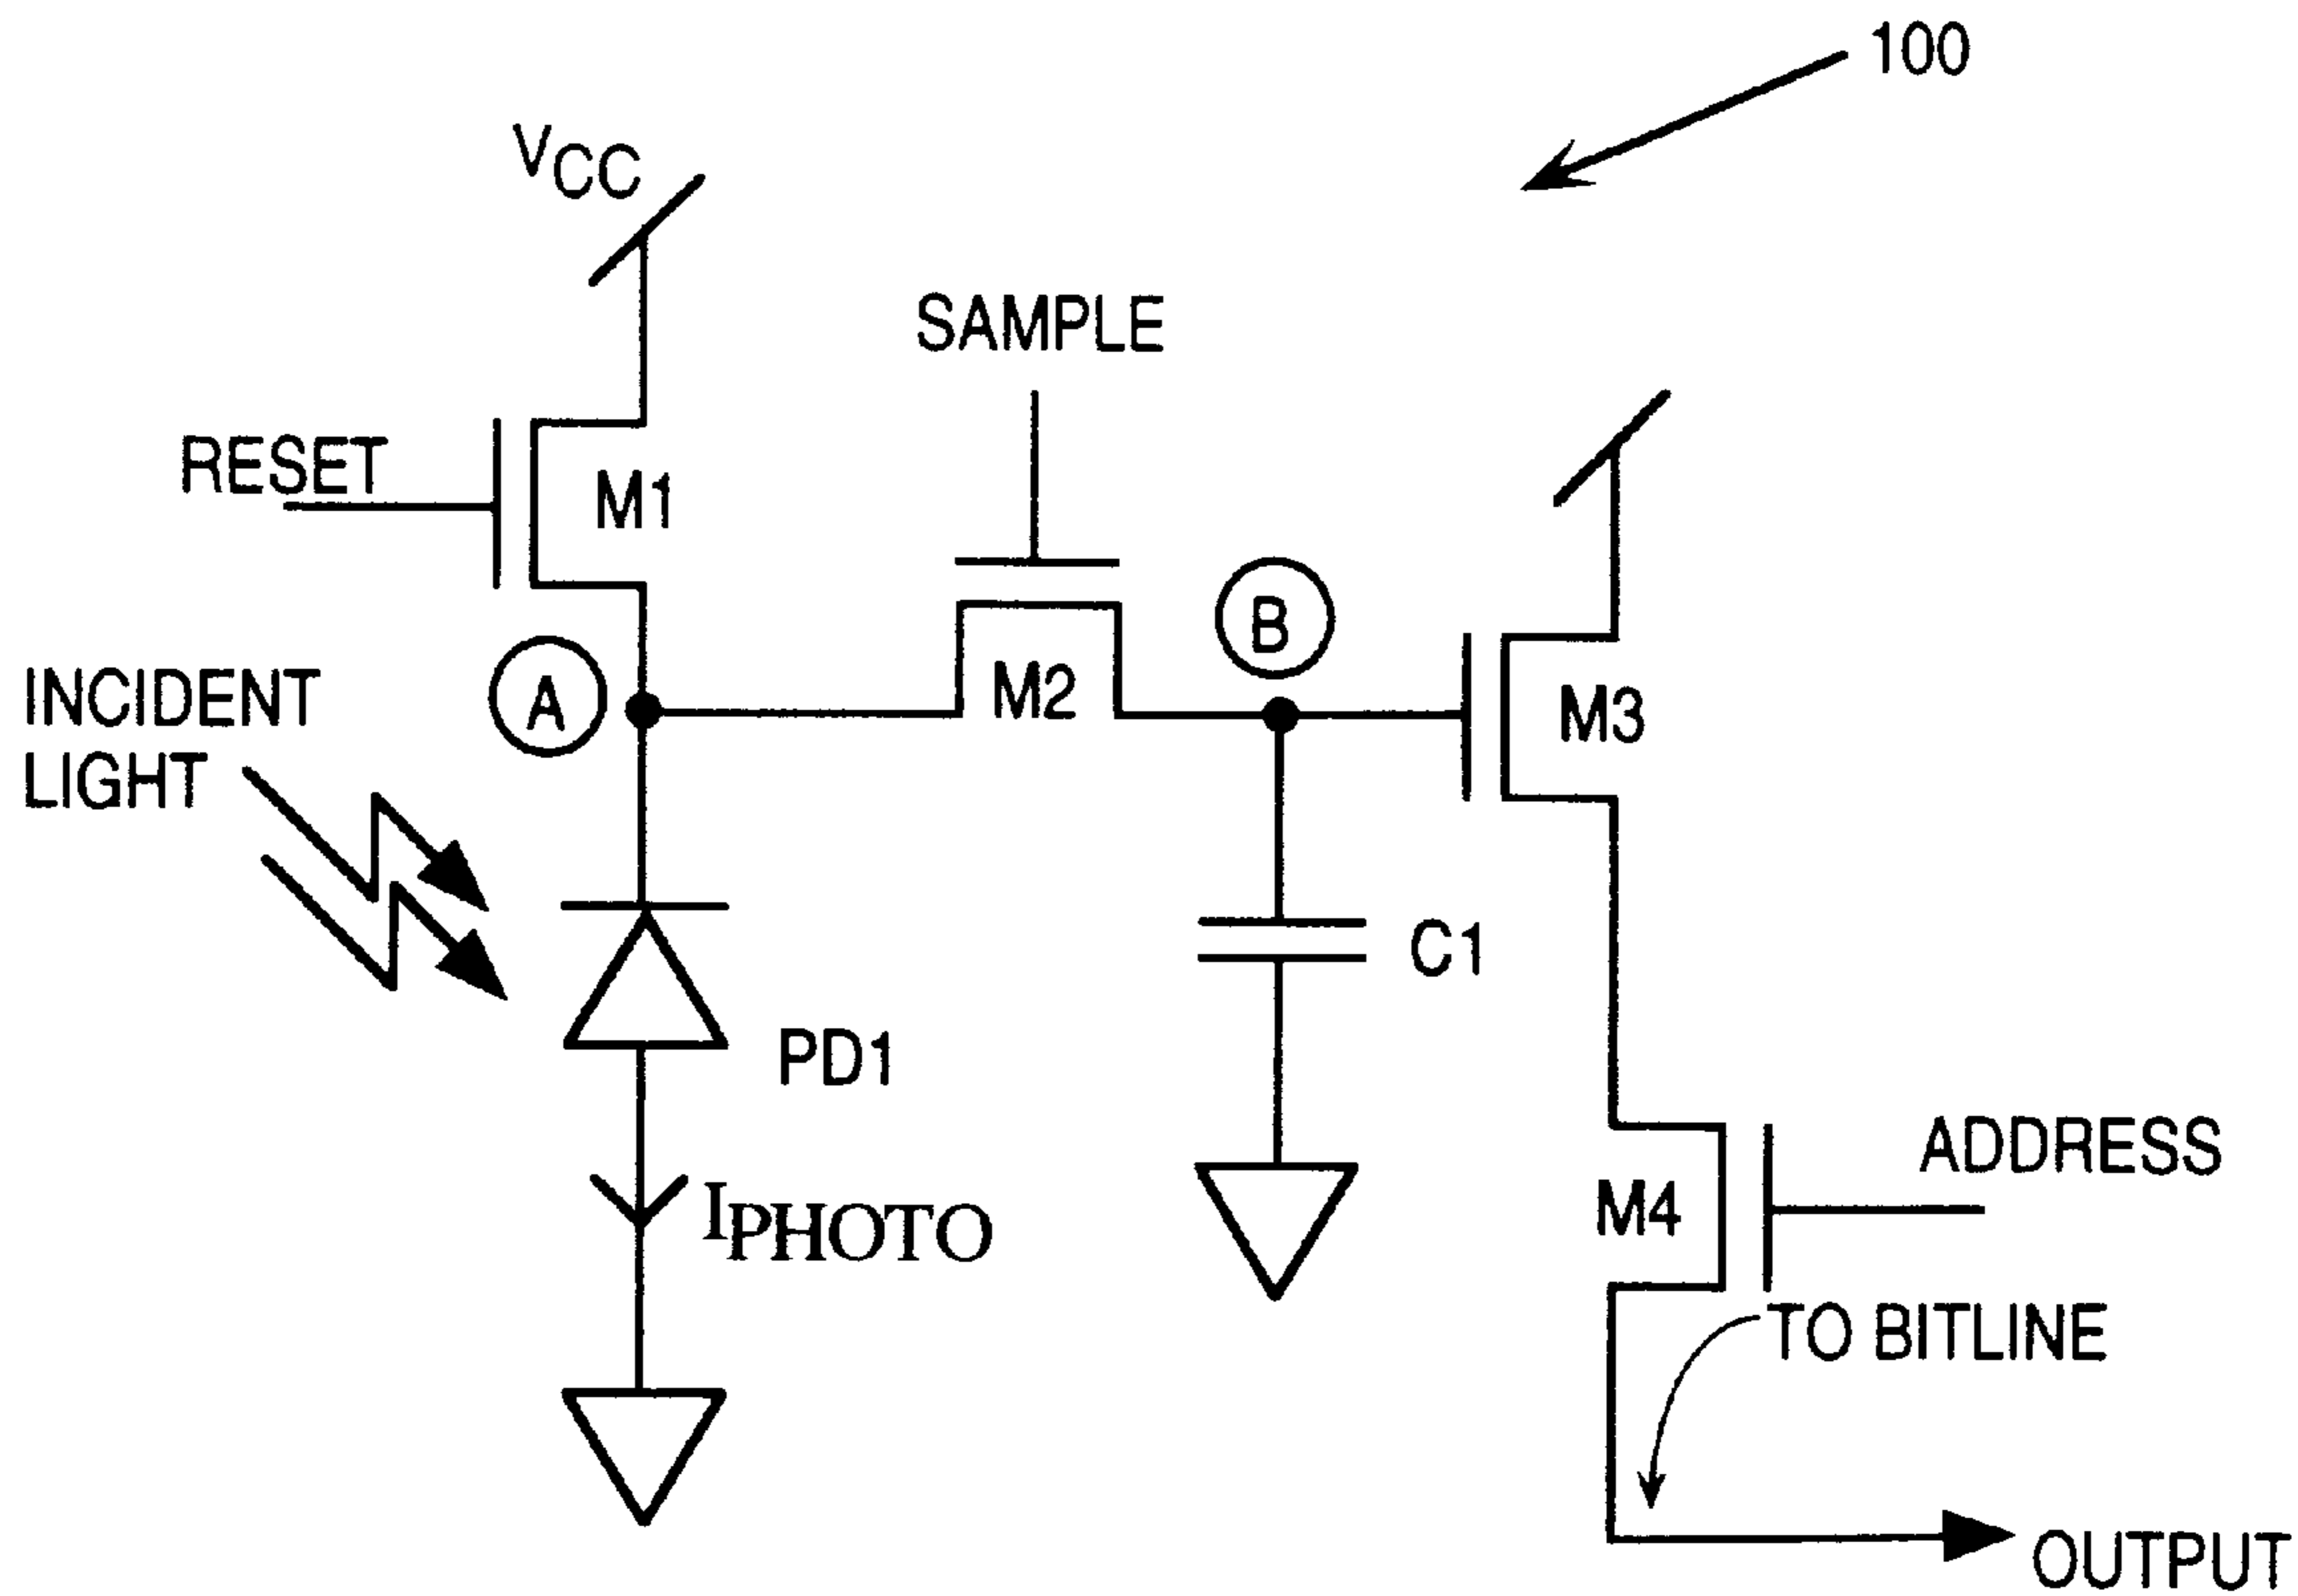 100
VCC
SAMPLE
RESET
M1
B
INCIDENT
LIGHT
A
M2
M3
C1
PD1
ADDRESS
IPHOTO
M4
TO BITLINE
OUTPUT